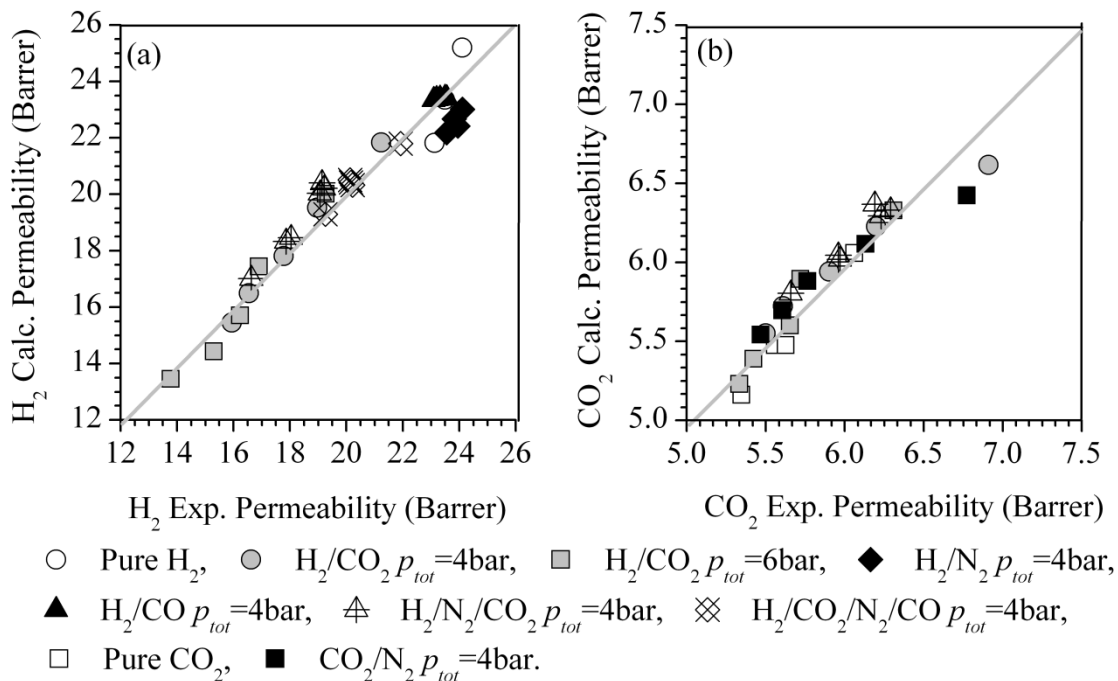 26
24
22
20
18
16
14
12
12 14 16 18 20 22 24 26
(a)
H₂ Calc. Permeability (Barrer)
H₂ Exp. Permeability (Barrer)
7.5
7.0
6.5
6.0
5.5
5.0
5.0 5.5 6.0 6.5 7.0 7.5
(b)
CO₂ Calc. Permeability (Barrer)
CO₂ Exp. Permeability (Barrer)
Pure H₂, H₂/CO₂ pₜₒₜ=4bar, H₂/CO₂ pₜₒₜ=6bar, H₂/N₂ pₜₒₜ=4bar,
H₂/CO pₜₒₜ=4bar, H₂/N₂/CO₂ pₜₒₜ=4bar, H₂/CO₂/N₂/CO pₜₒₜ=4bar,
Pure CO₂, CO₂/N₂ pₜₒₜ=4bar.